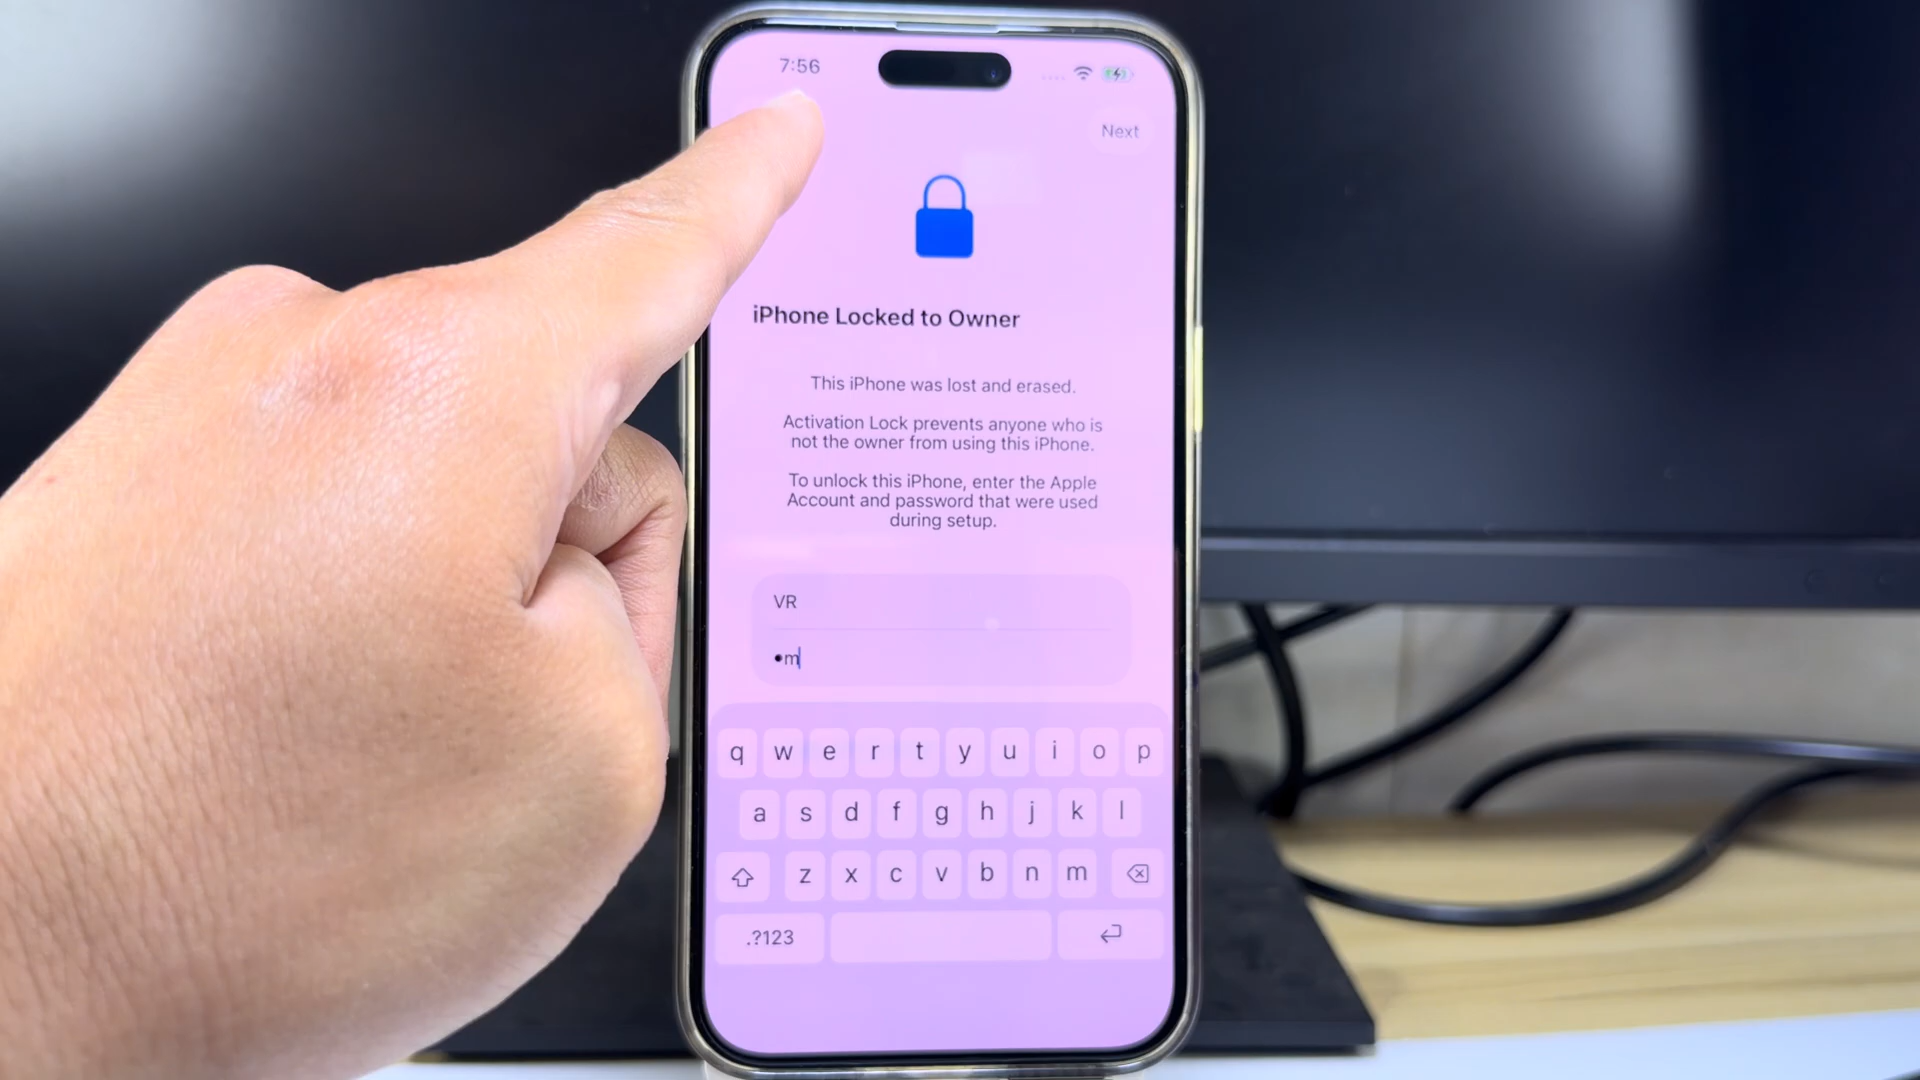 7:56
Next
iPhone Locked to Owner
This iPhone was lost and erased.
Activation Lock prevents anyone who is
not the owner from using this iPhone.
To unlock this iPhone, enter the Apple
Account and password that were used
during setup.
VR
•m
q w e r t y u i o p
a s d f g h j k l
z x c v b n m
.?123